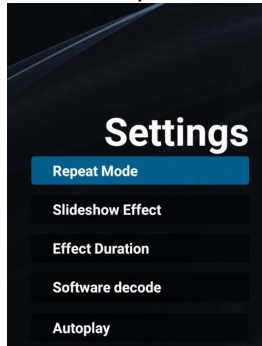 Settings
Repeat Mode
Slideshow Effect
Effect Duration
Software decode
Autoplay